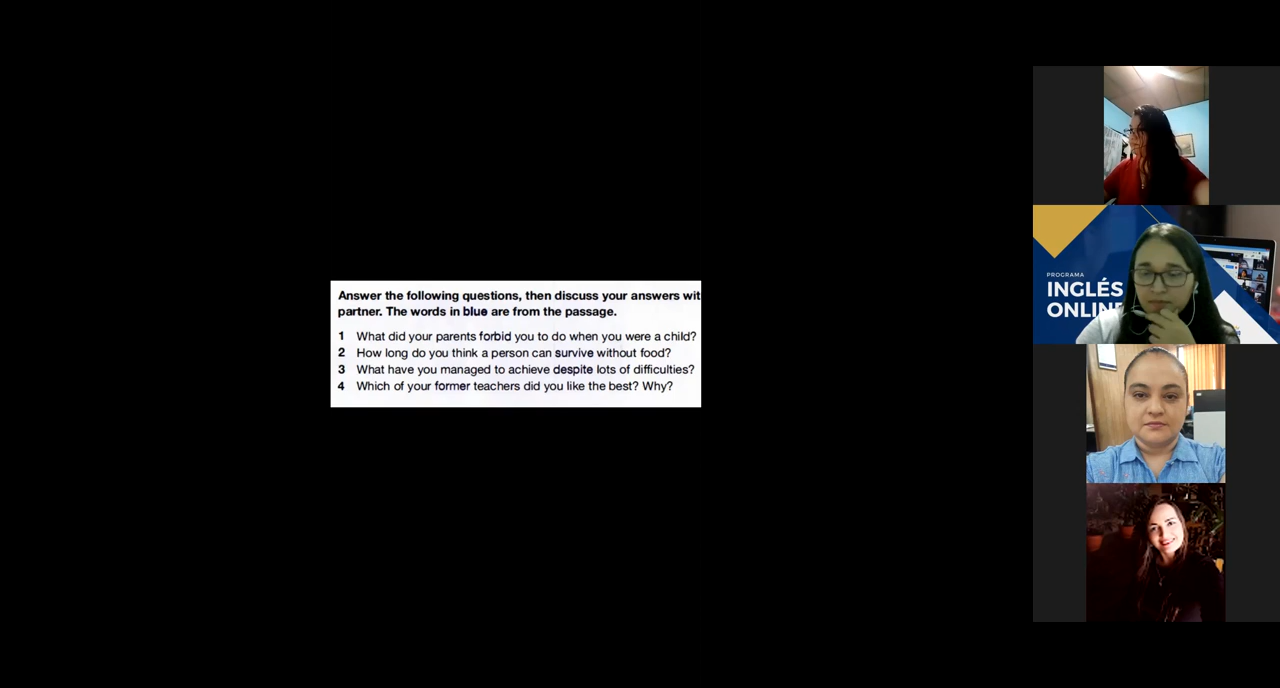 Answer the following questions, then discuss your answers wit
partner. The words in blue are from the passage.
1 What did your parents forbid you to do when you were a child?
2 How long do you think a person can survive without food?
3 What have you managed to achieve despite lots of difficulties?
4 Which of your former teachers did you like the best? Why?
PROGRAMA
INGLÉS
ONLINE